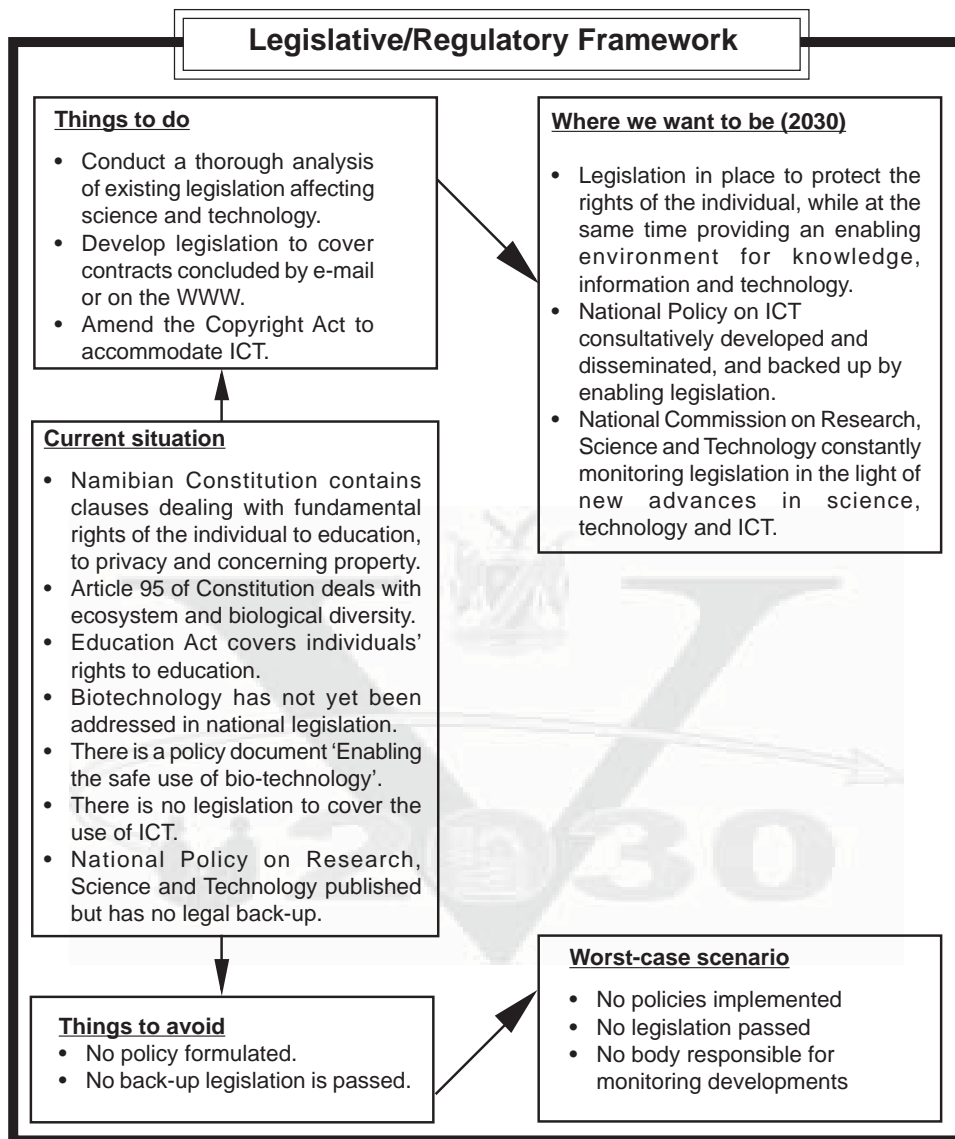 Legislative/Regulatory Framework
Things to do
• Conduct a thorough analysis
of existing legislation affecting
science and technology.
• Develop legislation to cover
contracts concluded by e-mail
or on the WWW.
• Amend the Copyright Act to
accommodate ICT.
Where we want to be (2030)
• Legislation in place to protect the
rights of the individual, while at the
same time providing an enabling
environment for knowledge,
information and technology.
• National Policy on ICT
consultatively developed and
disseminated, and backed up by
enabling legislation.
• National Commission on Research,
Science and Technology constantly
monitoring legislation in the light of
new advances in science,
technology and ICT.
Current situation
• Namibian Constitution contains
clauses dealing with fundamental
rights of the individual to education,
to privacy and concerning property.
• Article 95 of Constitution deals with
ecosystem and biological diversity.
• Education Act covers individuals’
rights to education.
• Biotechnology has not yet been
addressed in national legislation.
• There is a policy document ‘Enabling
the safe use of bio-technology’.
• There is no legislation to cover the
use of ICT.
• National Policy on Research,
Science and Technology published
but has no legal back-up.
V
2030
Things to avoid
• No policy formulated.
• No back-up legislation is passed.
Worst-case scenario
• No policies implemented
• No legislation passed
• No body responsible for
monitoring developments